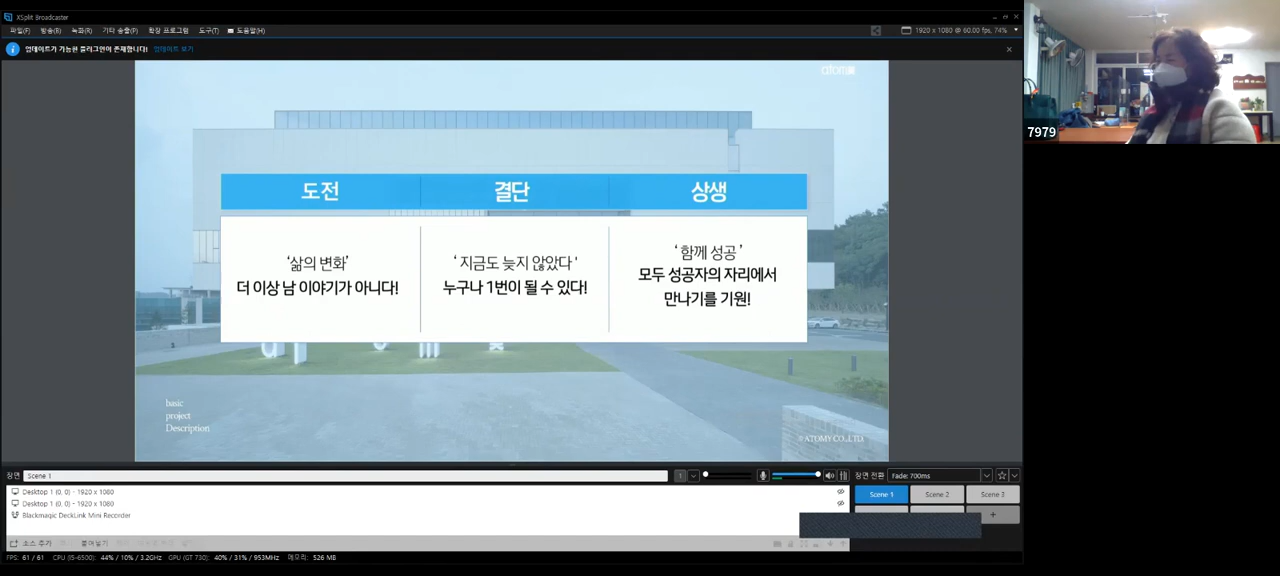 XSplit Broadcaster
파일(F) 방송(B) 녹화(R) 기타 송출(P) 확장 프로그램 도구(T) 도움말(H)
1920 x 1080 @ 60.00 fps, 74%
업데이트가 가능한 플러그인이 존재합니다! 업데이트 보기
7979
도전 결단 상생
'삶의 변화'
더 이상 남 이야기가 아니다!
' 지금도 늦지 않았다 '
누구나 1번이 될 수 있다!
' 함께 성공 '
모두 성공자의 자리에서
만나기를 기원!
basic
project
Description
ATOMY CO.,LTD
장면 Scene 1
1
장면 전환 Fade: 700ms
Desktop 1 (0, 0) - 1920 x 1080
Desktop 1 (0, 0) - 1920 x 1080
Blackmagic DeckLink Mini Recorder
Scene 1 Scene 2 Scene 3
소스 추가 붙여넣기
FPS: 61 / 61 CPU (I5-6500): 44% / 10% / 3.2GHz GPU (GT 730): 40% / 31% / 953MHz 메모리: 526 MB